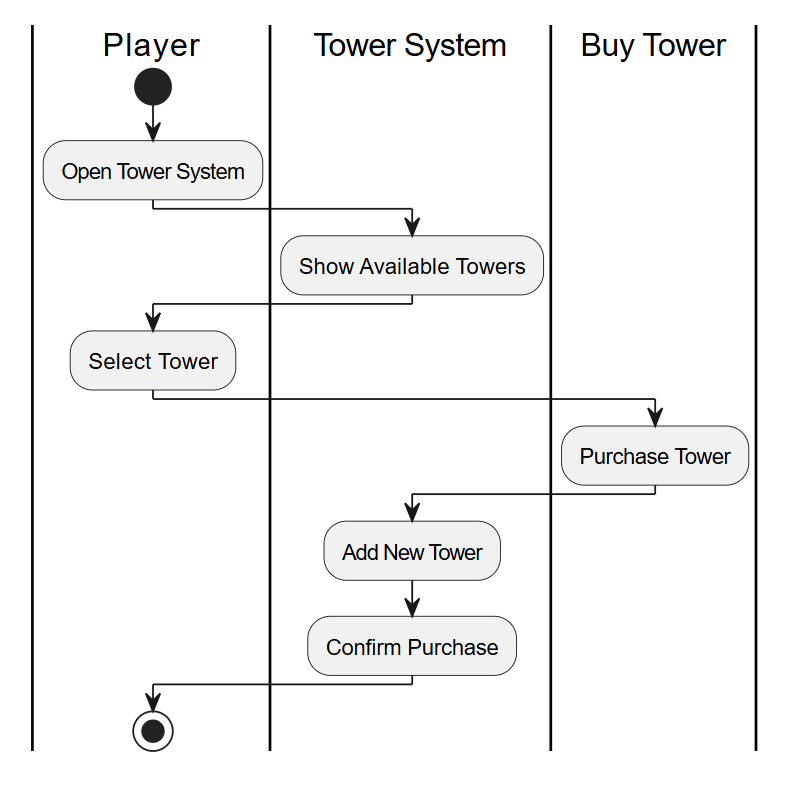 Player
Tower System
Buy Tower
Open Tower System
Show Available Towers
Select Tower
Purchase Tower
Add New Tower
Confirm Purchase